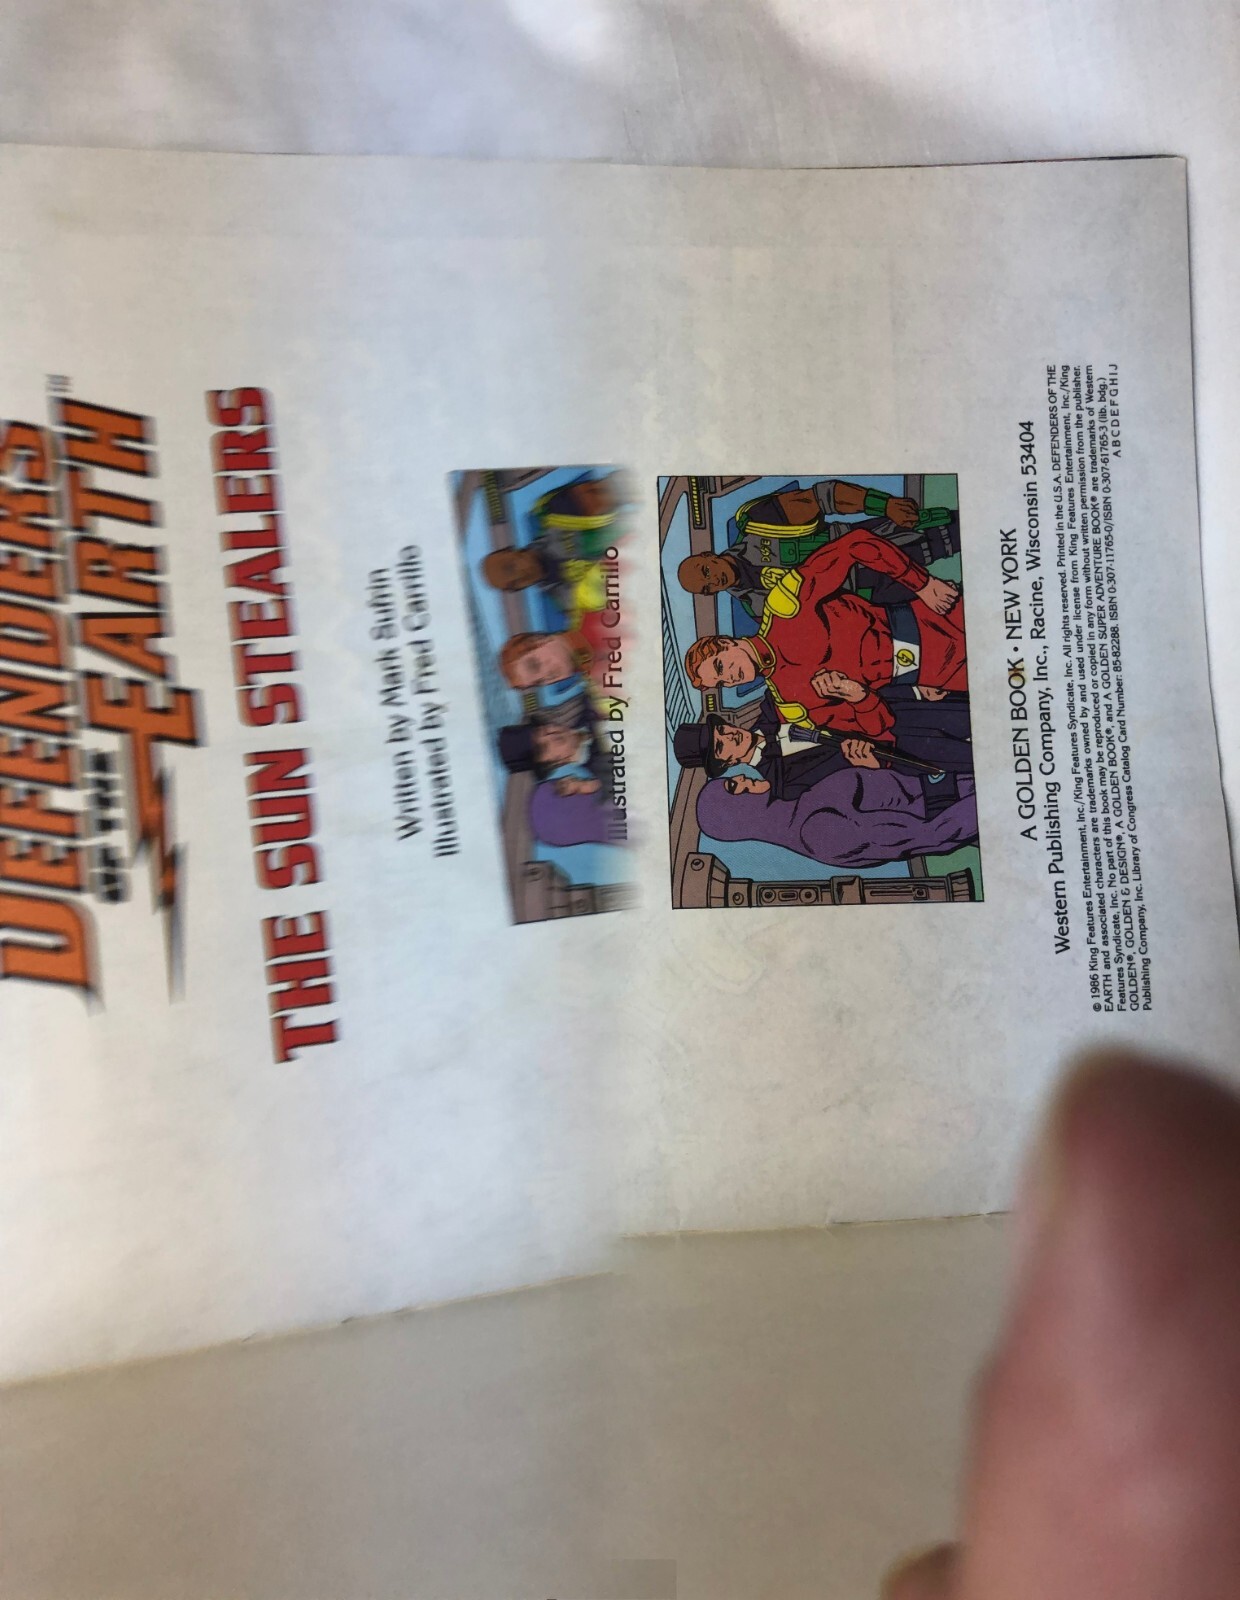 DEFENDERS
OF THE
EARTH™
THE SUN STEALERS
Written by Mark Sufrin
Illustrated by Fred Carrillo
Illustrated by Fred Carrillo
A GOLDEN BOOK • NEW YORK
Western Publishing Company, Inc., Racine, Wisconsin 53404
© 1986 King Features Entertainment, Inc./King Features Syndicate, Inc. All rights reserved. Printed in the U.S.A. DEFENDERS OF THE
EARTH and associated characters are trademarks owned by and used under license from King Features Entertainment, Inc./King
Features Syndicate, Inc. No part of this book may be reproduced or copied in any form without written permission from the publisher.
GOLDEN®, GOLDEN & DESIGN®, A GOLDEN BOOK®, and A GOLDEN SUPER ADVENTURE BOOK® are trademarks of Western
Publishing Company, Inc. Library of Congress Catalog Card Number: 85-82288. ISBN 0-307-11765-0/ISBN 0-307-61765-3 (lib. bdg.)
A B C D E F G H I J